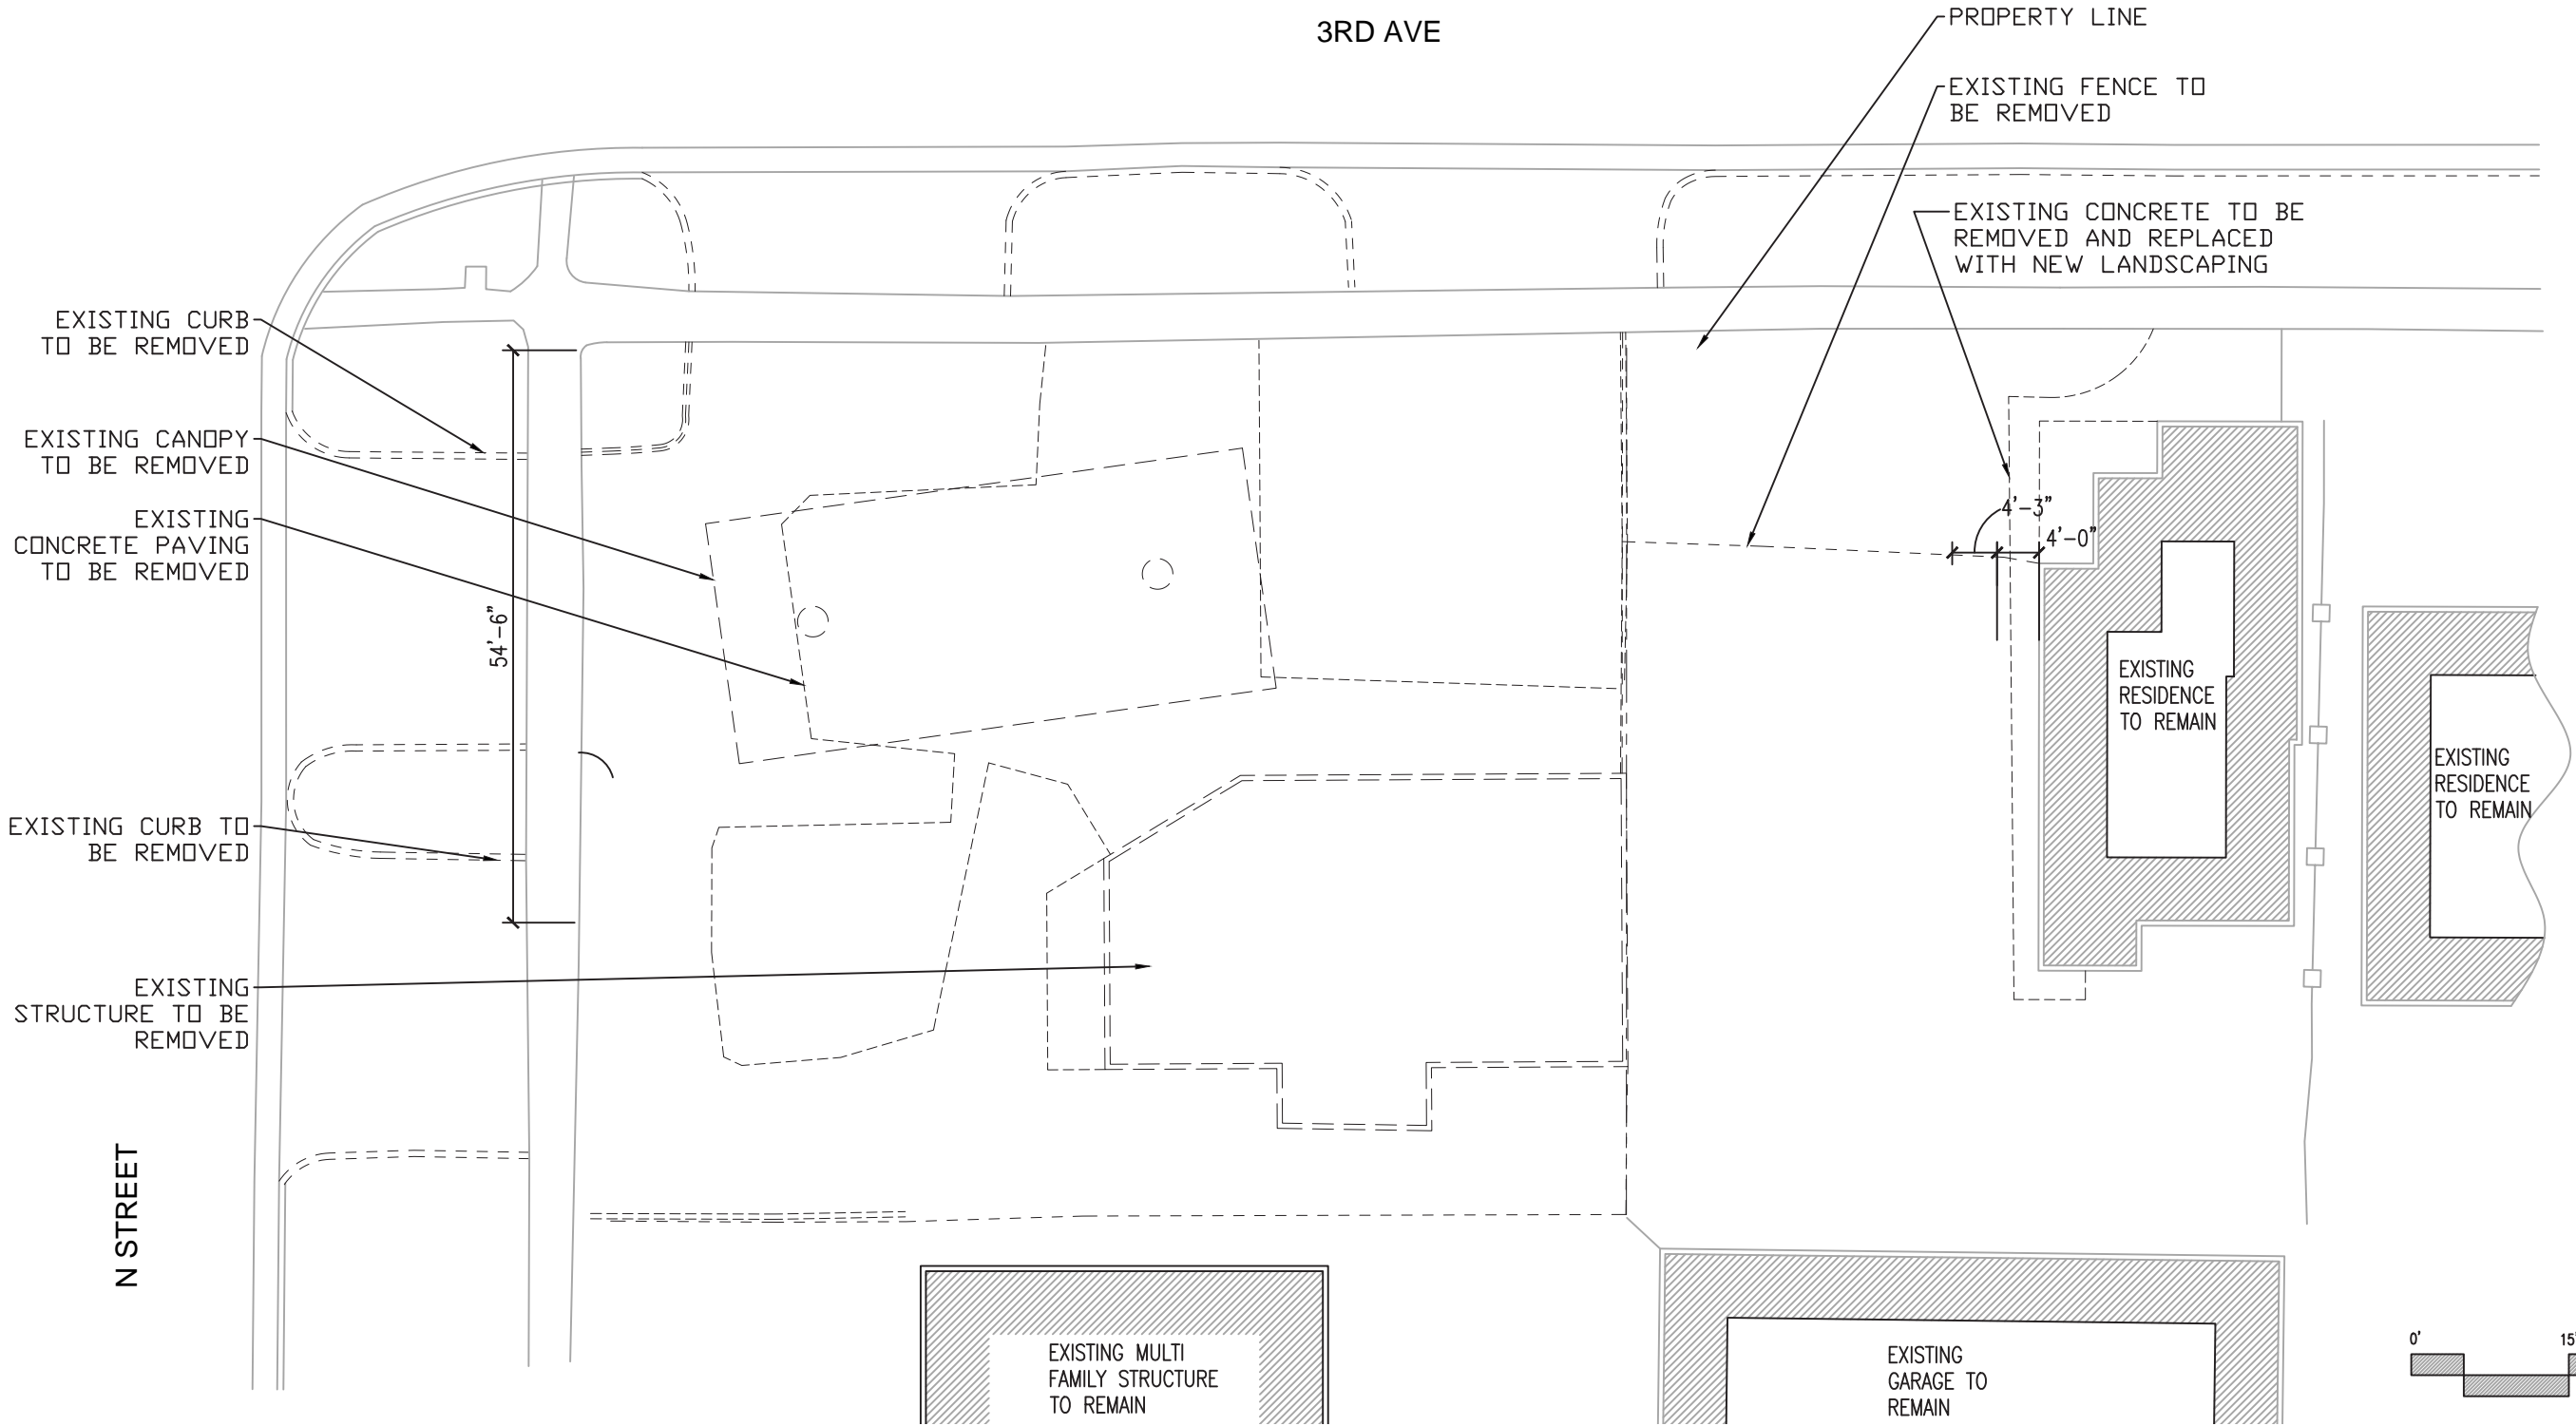 3RD AVE
PROPERTY LINE
EXISTING FENCE TO
BE REMOVED
EXISTING CONCRETE TO BE
REMOVED AND REPLACED
WITH NEW LANDSCAPING
EXISTING CURB
TO BE REMOVED
EXISTING CANOPY
TO BE REMOVED
EXISTING
CONCRETE PAVING
TO BE REMOVED
54'-6"
4'-3"
4'-0"
EXISTING
RESIDENCE
TO REMAIN
EXISTING
RESIDENCE
TO REMAIN
EXISTING CURB TO
BE REMOVED
EXISTING
STRUCTURE TO BE
REMOVED
N STREET
EXISTING MULTI
FAMILY STRUCTURE
TO REMAIN
EXISTING
GARAGE TO
REMAIN
0'
15'